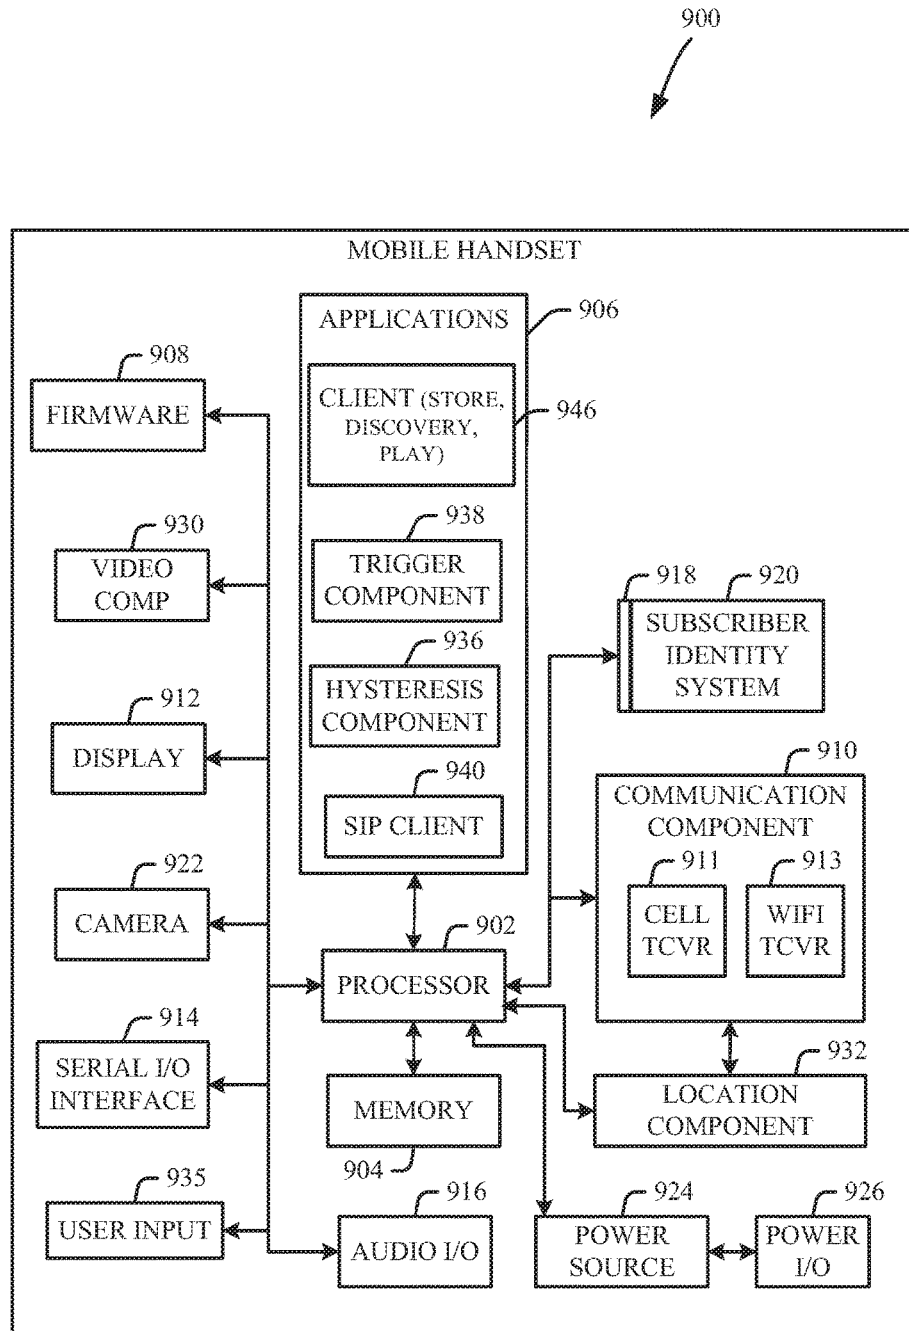 900
MOBILE HANDSET
APPLICATIONS
906
CLIENT (STORE,
DISCOVERY,
PLAY)
946
938
TRIGGER
COMPONENT
936
HYSTERESIS
COMPONENT
940
SIP CLIENT
908
FIRMWARE
930
VIDEO
COMP
912
DISPLAY
922
CAMERA
914
SERIAL I/O
INTERFACE
935
USER INPUT
902
PROCESSOR
MEMORY
904
916
AUDIO I/O
918
920
SUBSCRIBER
IDENTITY
SYSTEM
910
COMMUNICATION
COMPONENT
911
CELL
TCVR
913
WIFI
TCVR
932
LOCATION
COMPONENT
924
POWER
SOURCE
926
POWER
I/O